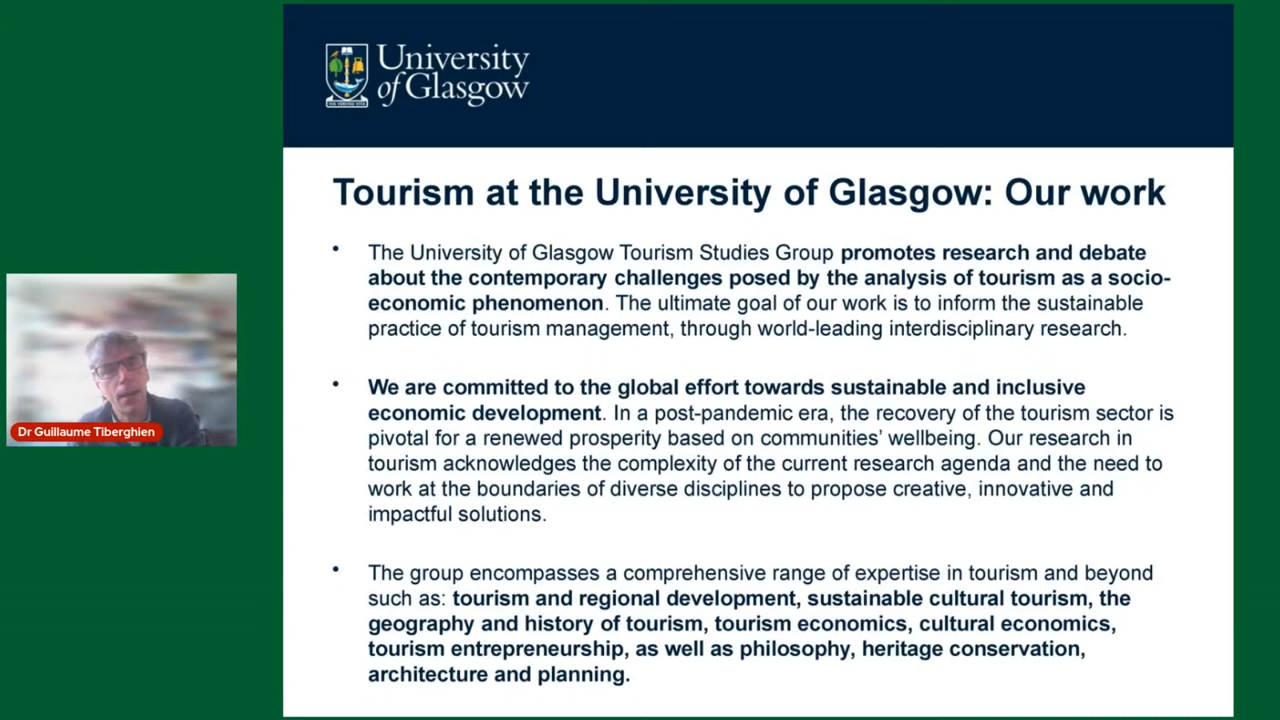 University
of Glasgow
Tourism at the University of Glasgow: Our work
• The University of Glasgow Tourism Studies Group promotes research and debate
about the contemporary challenges posed by the analysis of tourism as a socio-
economic phenomenon. The ultimate goal of our work is to inform the sustainable
practice of tourism management, through world-leading interdisciplinary research.
• We are committed to the global effort towards sustainable and inclusive
economic development. In a post-pandemic era, the recovery of the tourism sector is
pivotal for a renewed prosperity based on communities’ wellbeing. Our research in
tourism acknowledges the complexity of the current research agenda and the need to
work at the boundaries of diverse disciplines to propose creative, innovative and
impactful solutions.
• The group encompasses a comprehensive range of expertise in tourism and beyond
such as: tourism and regional development, sustainable cultural tourism, the
geography and history of tourism, tourism economics, cultural economics,
tourism entrepreneurship, as well as philosophy, heritage conservation,
architecture and planning.
Dr Guillaume Tiberghien